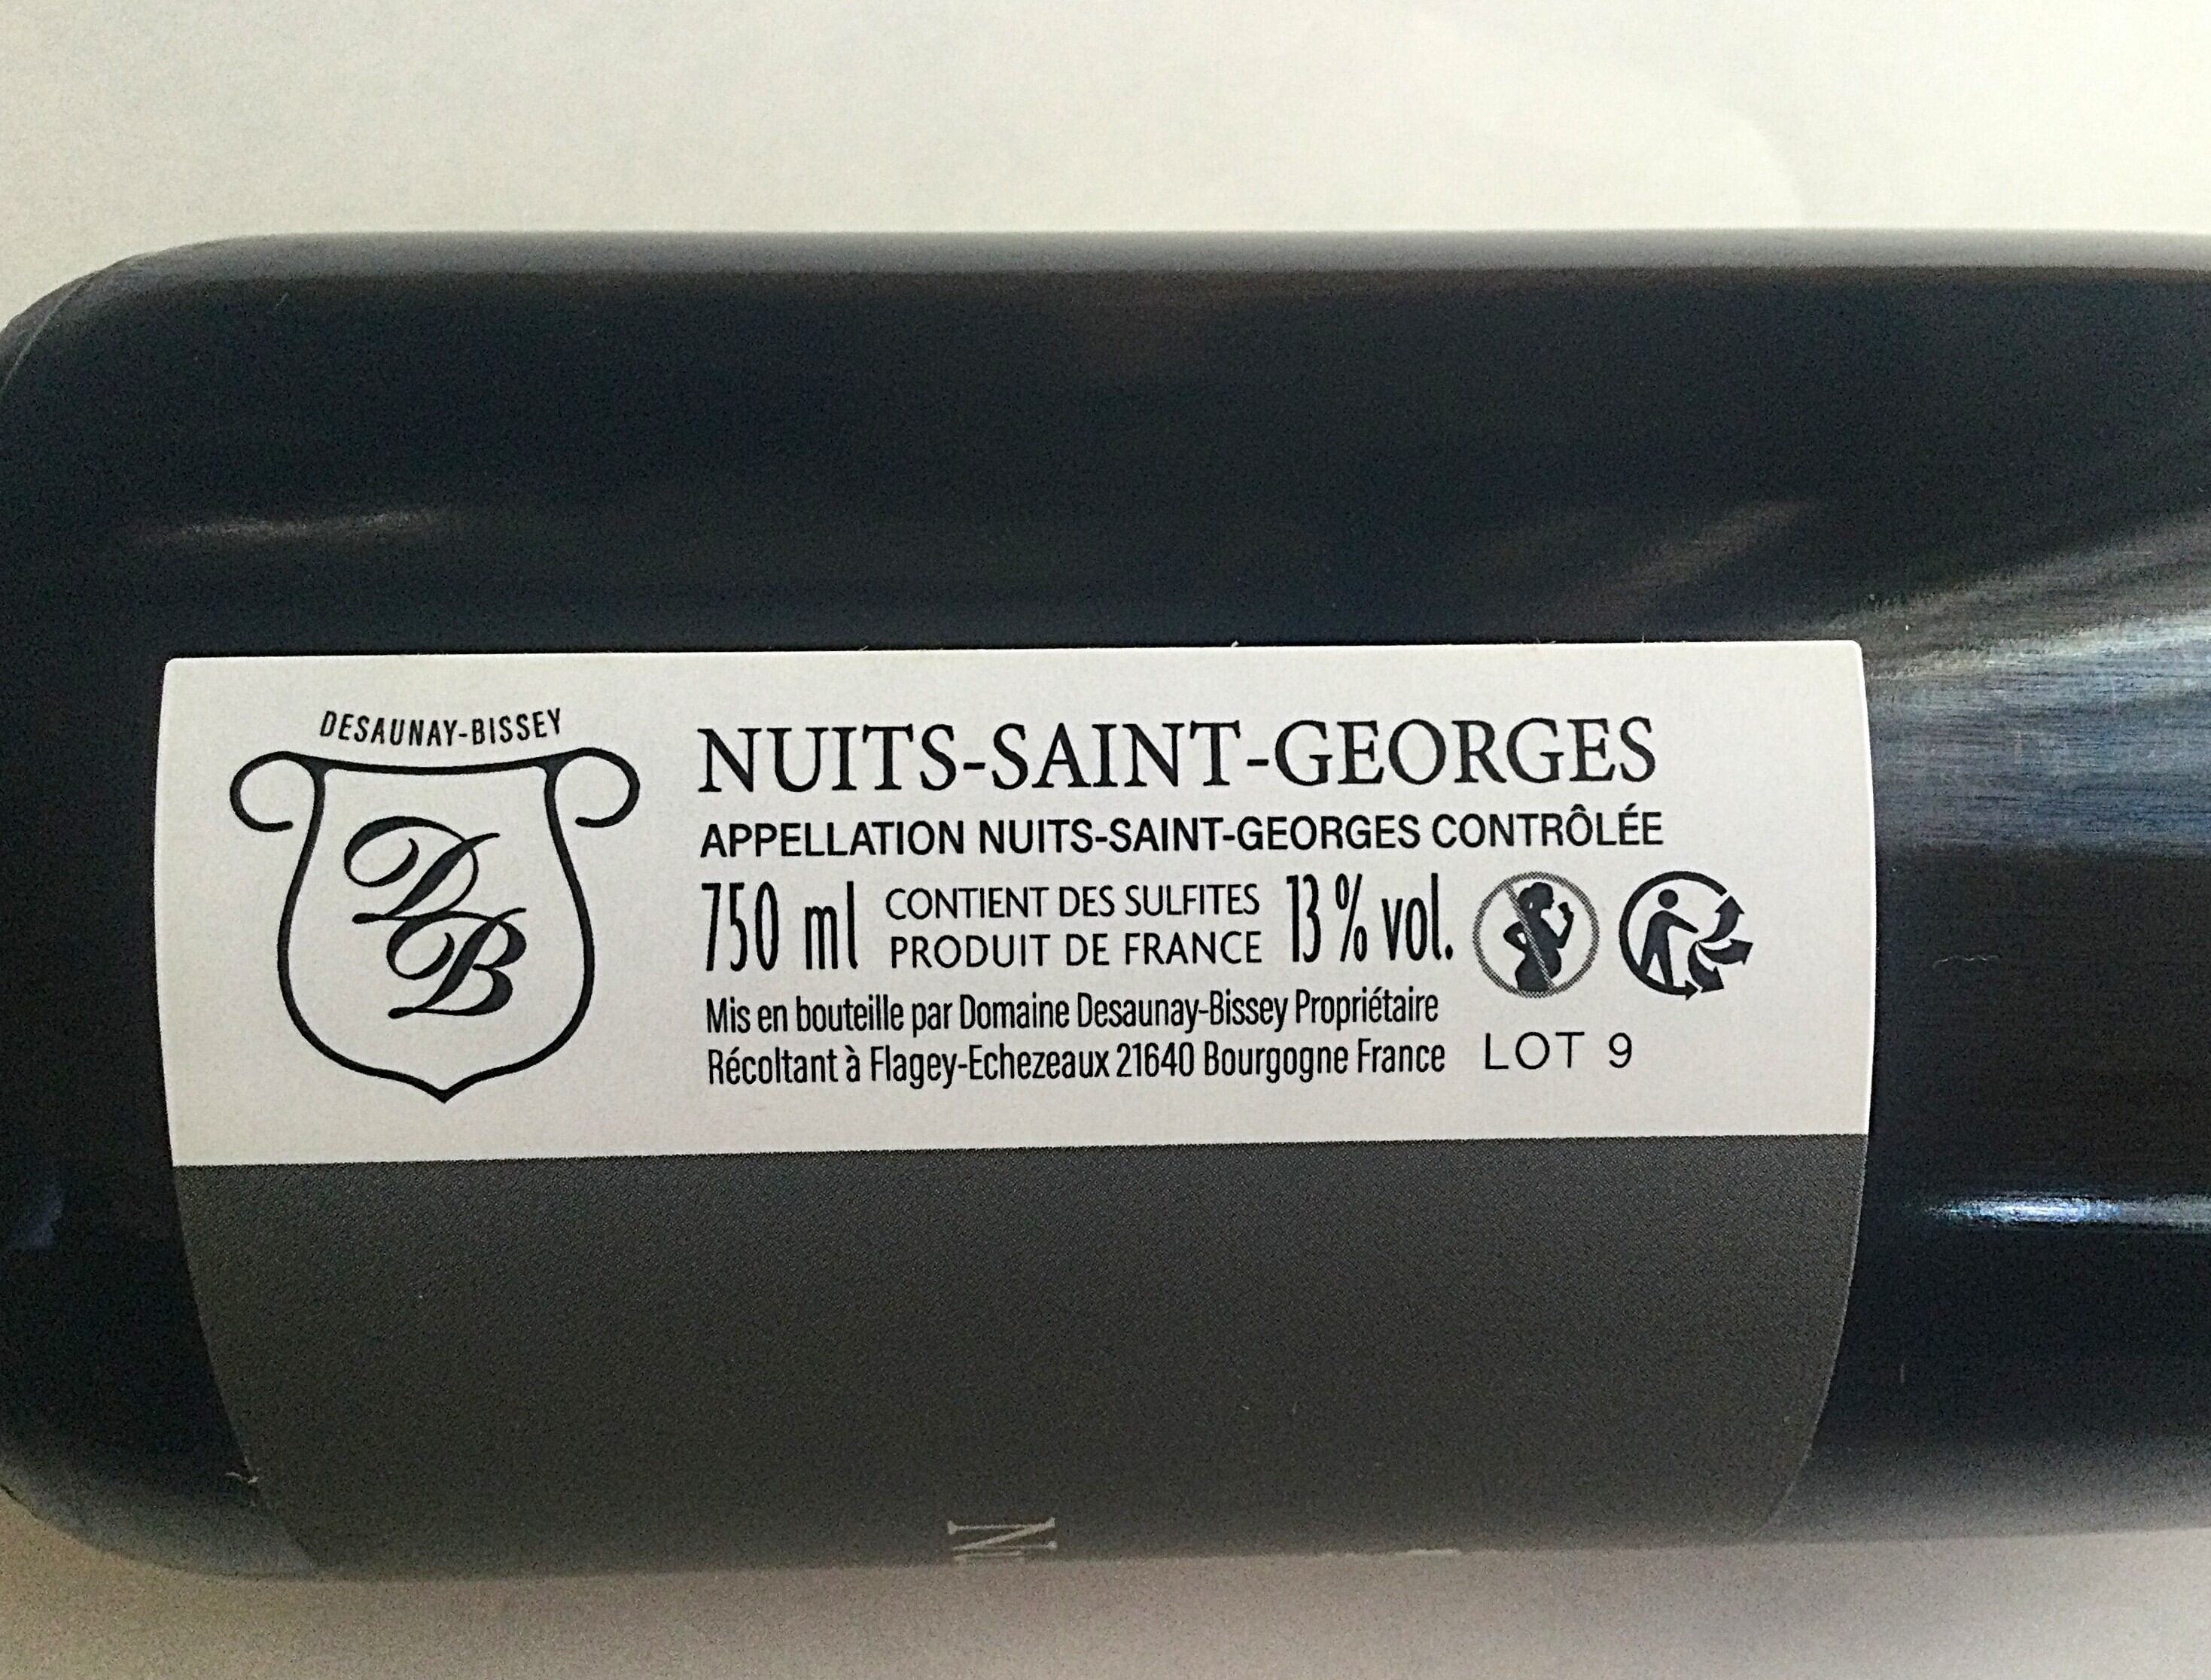 DESAUNAY-BISSEY
DB
NUITS-SAINT-GEORGES
APPELLATION NUITS-SAINT-GEORGES CONTRÔLÉE
750 ml CONTIENT DES SULFITES 13 % vol.
PRODUIT DE FRANCE
Mis en bouteille par Domaine Desaunay-Bissey Propriétaire
Récoltant à Flagey-Echezeaux 21640 Bourgogne France LOT 9
N